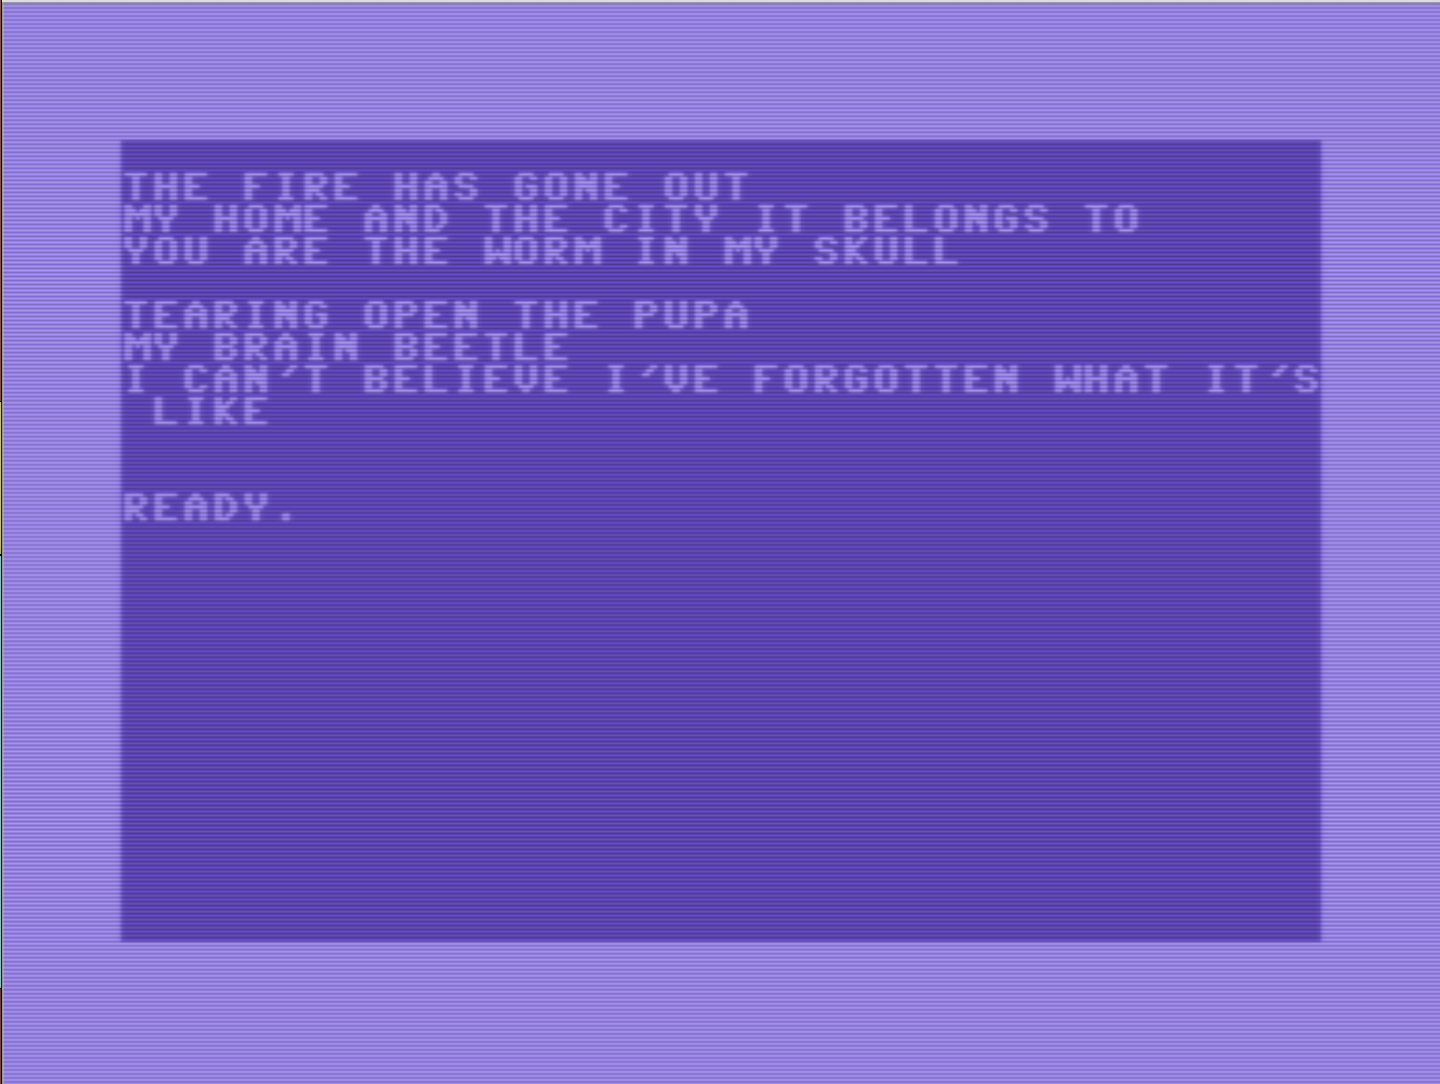 THE FIRE HAS GONE OUT
MY HOME AND THE CITY IT BELONGS TO
YOU ARE THE WORM IN MY SKULL
TEARING OPEN THE PUPA
MY BRAIN BEETLE
I CAN'T BELIEVE I'VE FORGOTTEN WHAT IT'S
LIKE
READY.